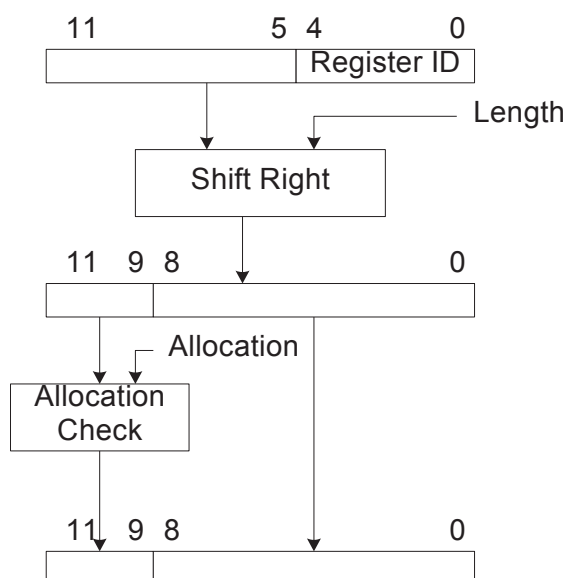 11 5 4 0
Register ID
Length
Shift Right
11 9 8 0
Allocation
Allocation
Check
11 9 8 0